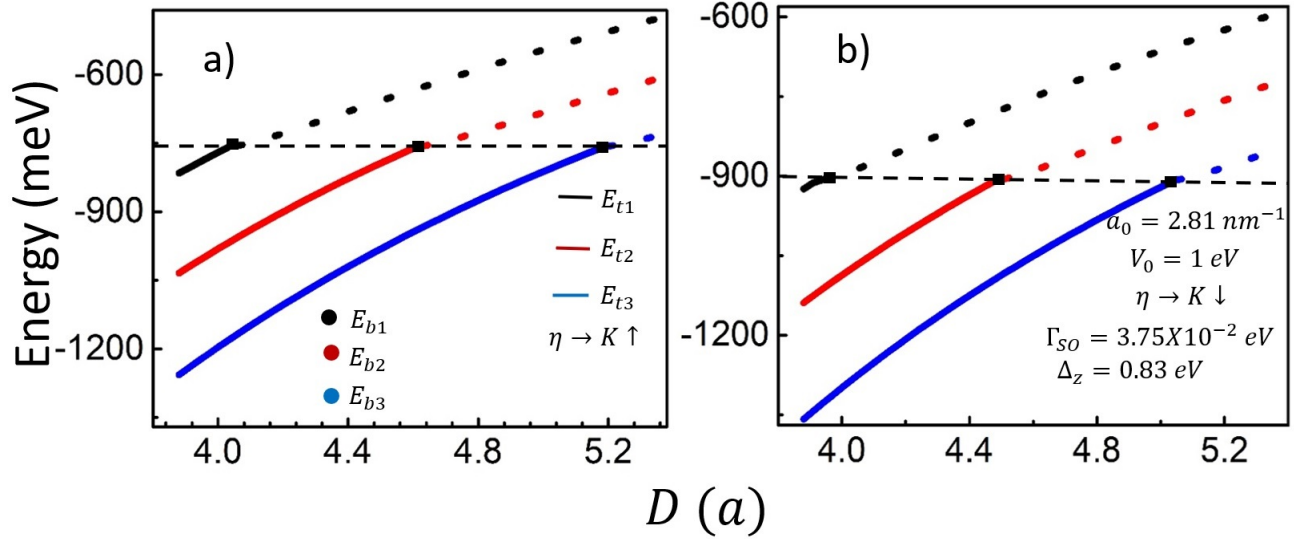 a)
Energy (meV)
-600
-900
-1200
E_{t1}
E_{t2}
E_{t3}
η → K ↑
E_{b1}
E_{b2}
E_{b3}
4.0 4.4 4.8 5.2
b)
-600
-900
-1200
a_0 = 2.81 nm^{-1}
V_0 = 1 eV
η → K ↓
Γ_{SO} = 3.75X10^{-2} eV
Δ_z = 0.83 eV
4.0 4.4 4.8 5.2
D (a)